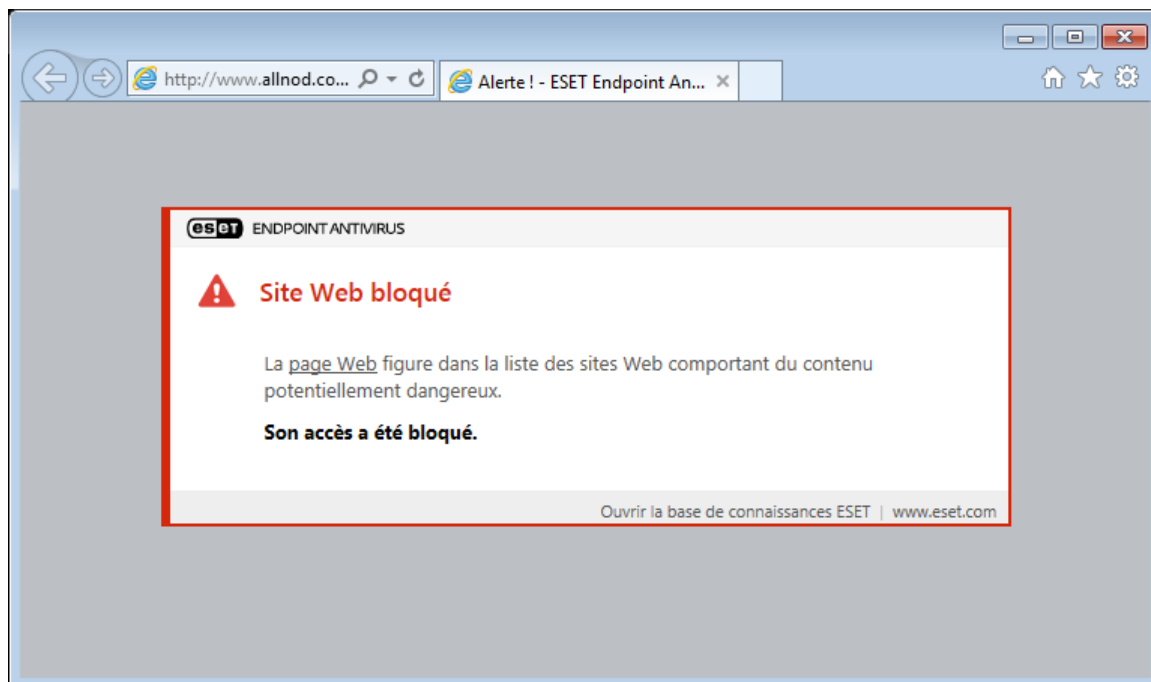 http://www.allnod.co...
Alerte ! - ESET Endpoint An...
eseT ENDPOINT ANTIVIRUS
Site Web bloqué
La page Web figure dans la liste des sites Web comportant du contenu
potentiellement dangereux.
Son accès a été bloqué.
Ouvrir la base de connaissances ESET | www.eset.com